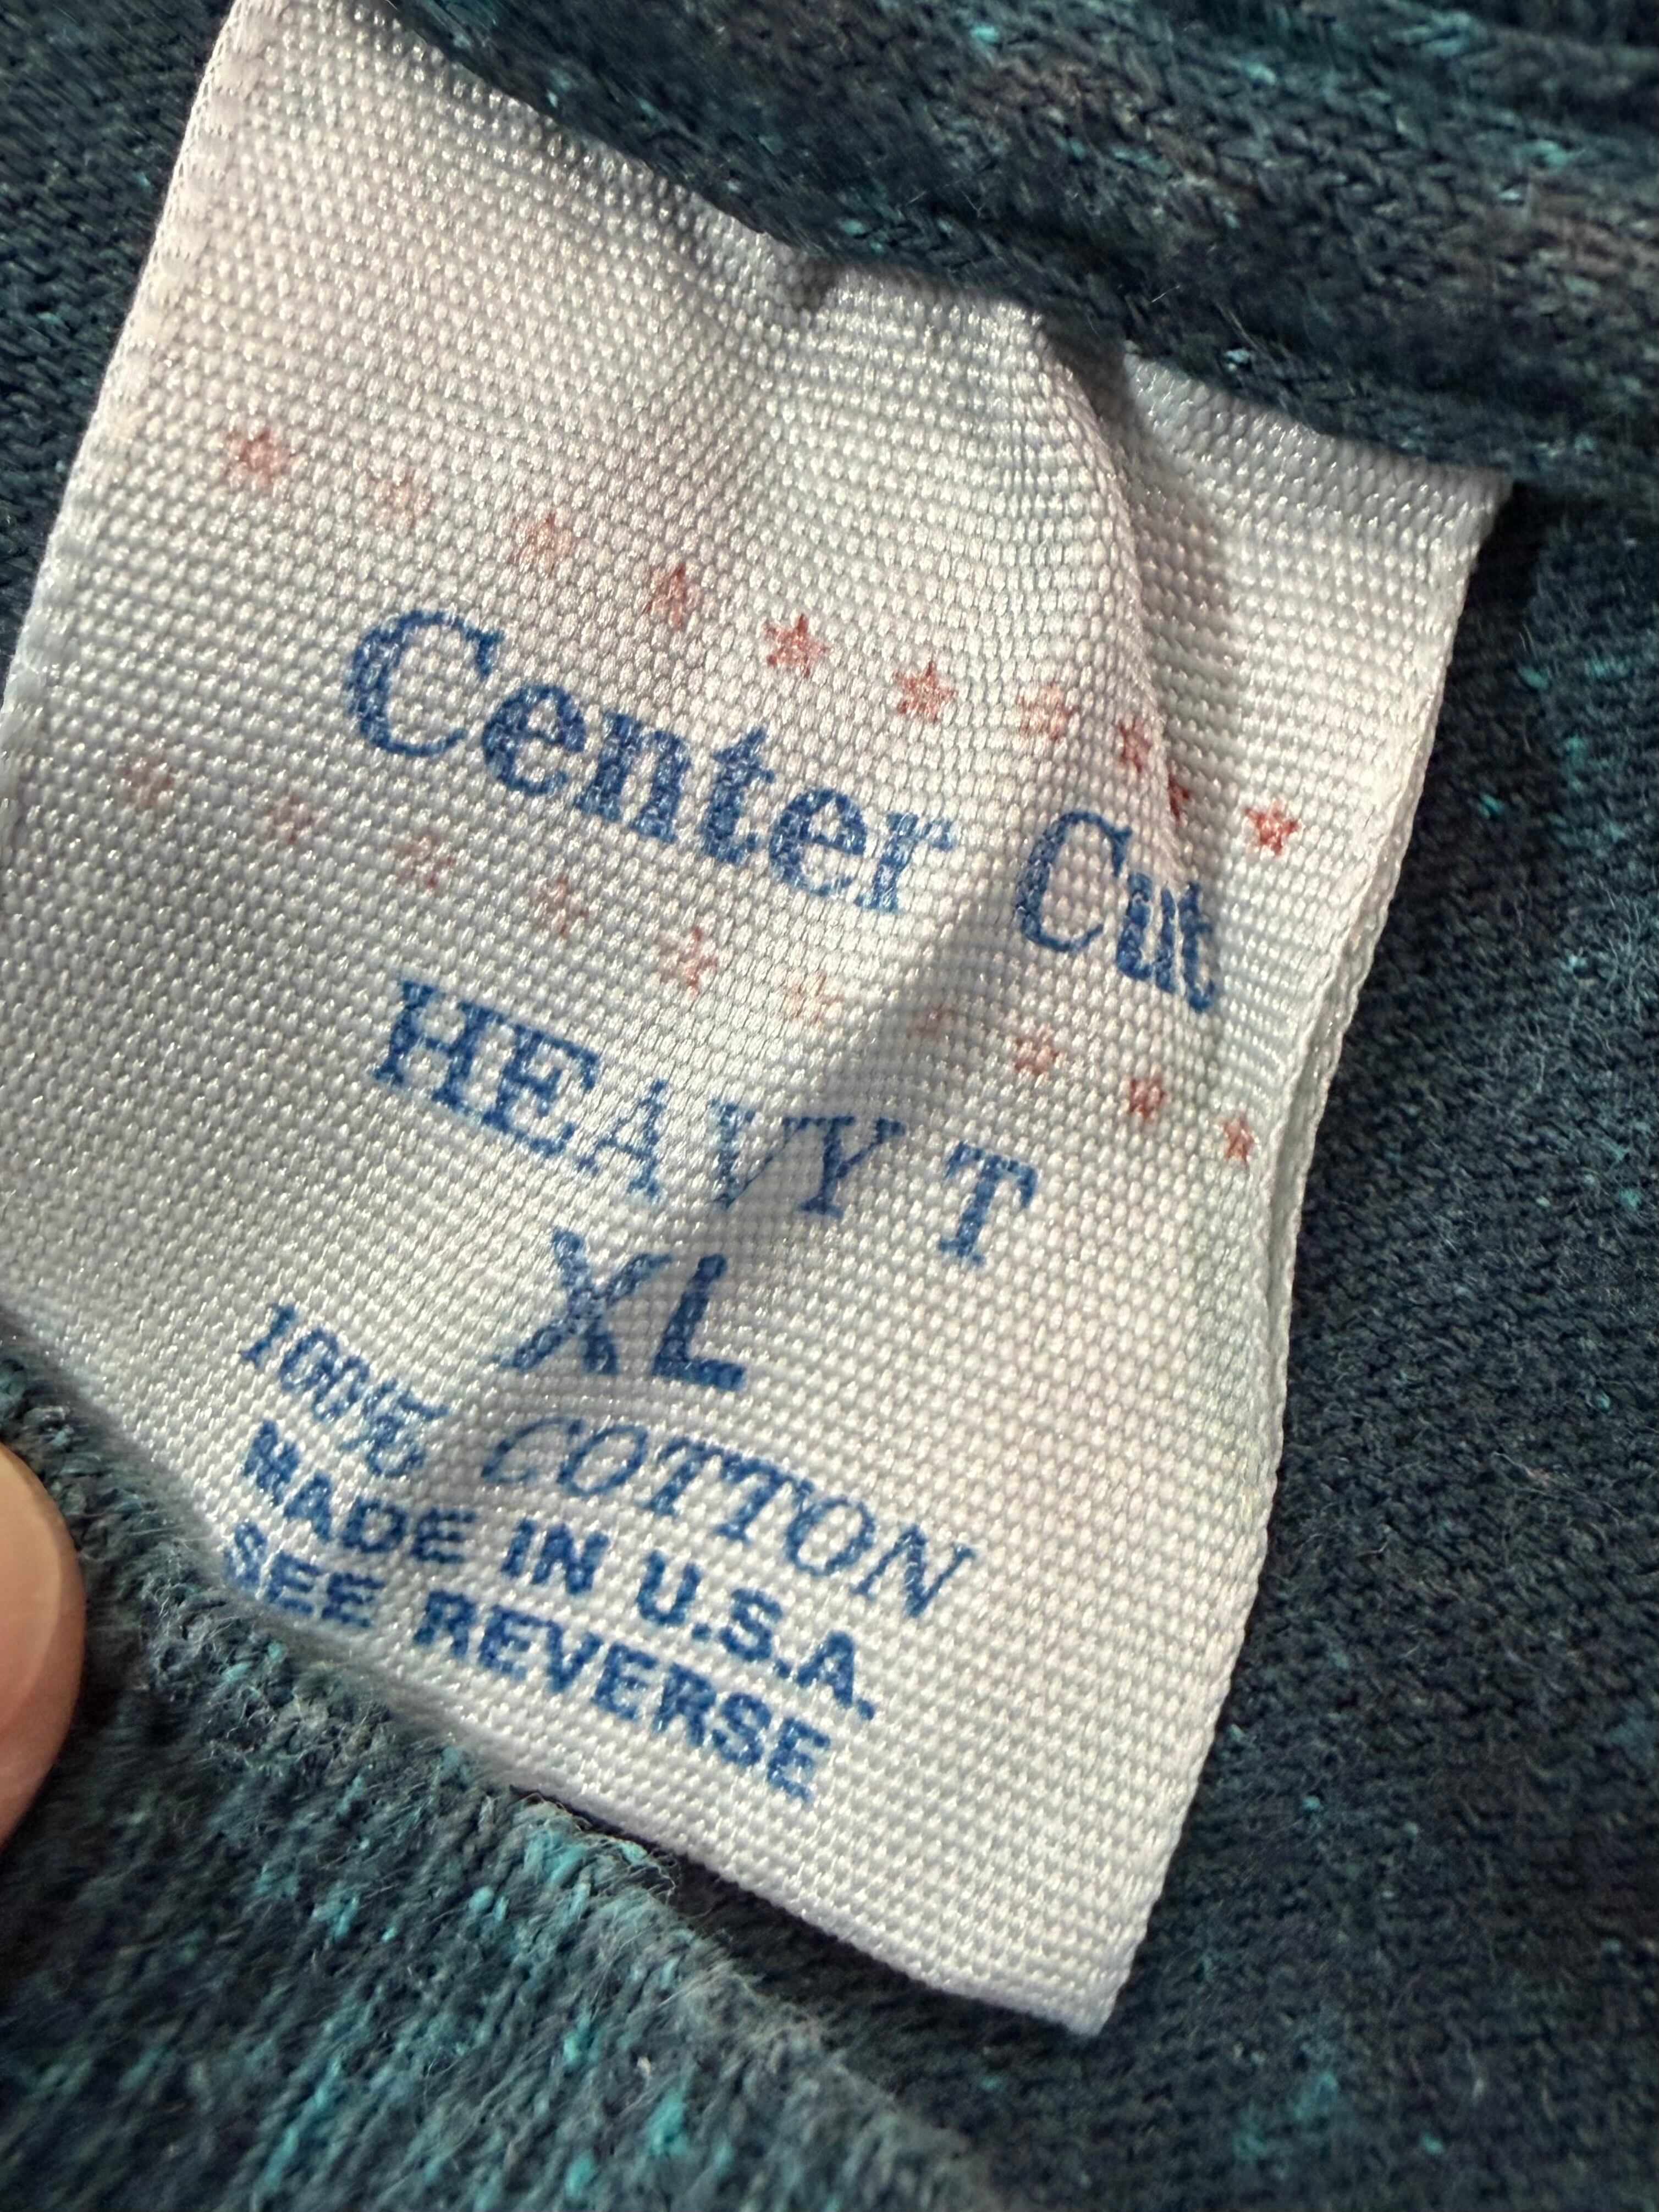 Center Cut
HEAVY T
XL
100% COTTON
MADE IN U.S.A.
SEE REVERSE